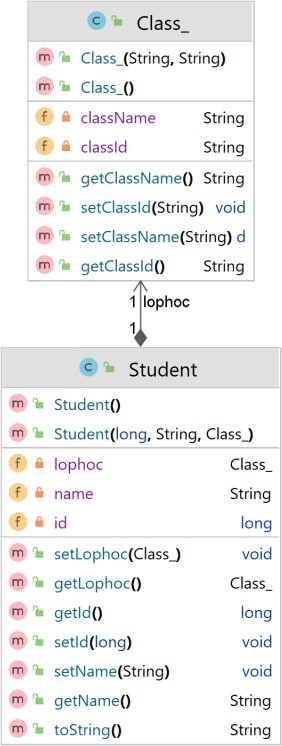 Class_
Class_(String, String)
Class_()
className String
classId String
getClassName() String
setClassId(String) void
setClassName(String) d
getClassId() String
1 lophoc
1
Student
Student()
Student(long, String, Class_)
lophoc Class_
name String
id long
setLophoc(Class_) void
getLophoc() Class_
getId() long
setId(long) void
setName(String) void
getName() String
toString() String